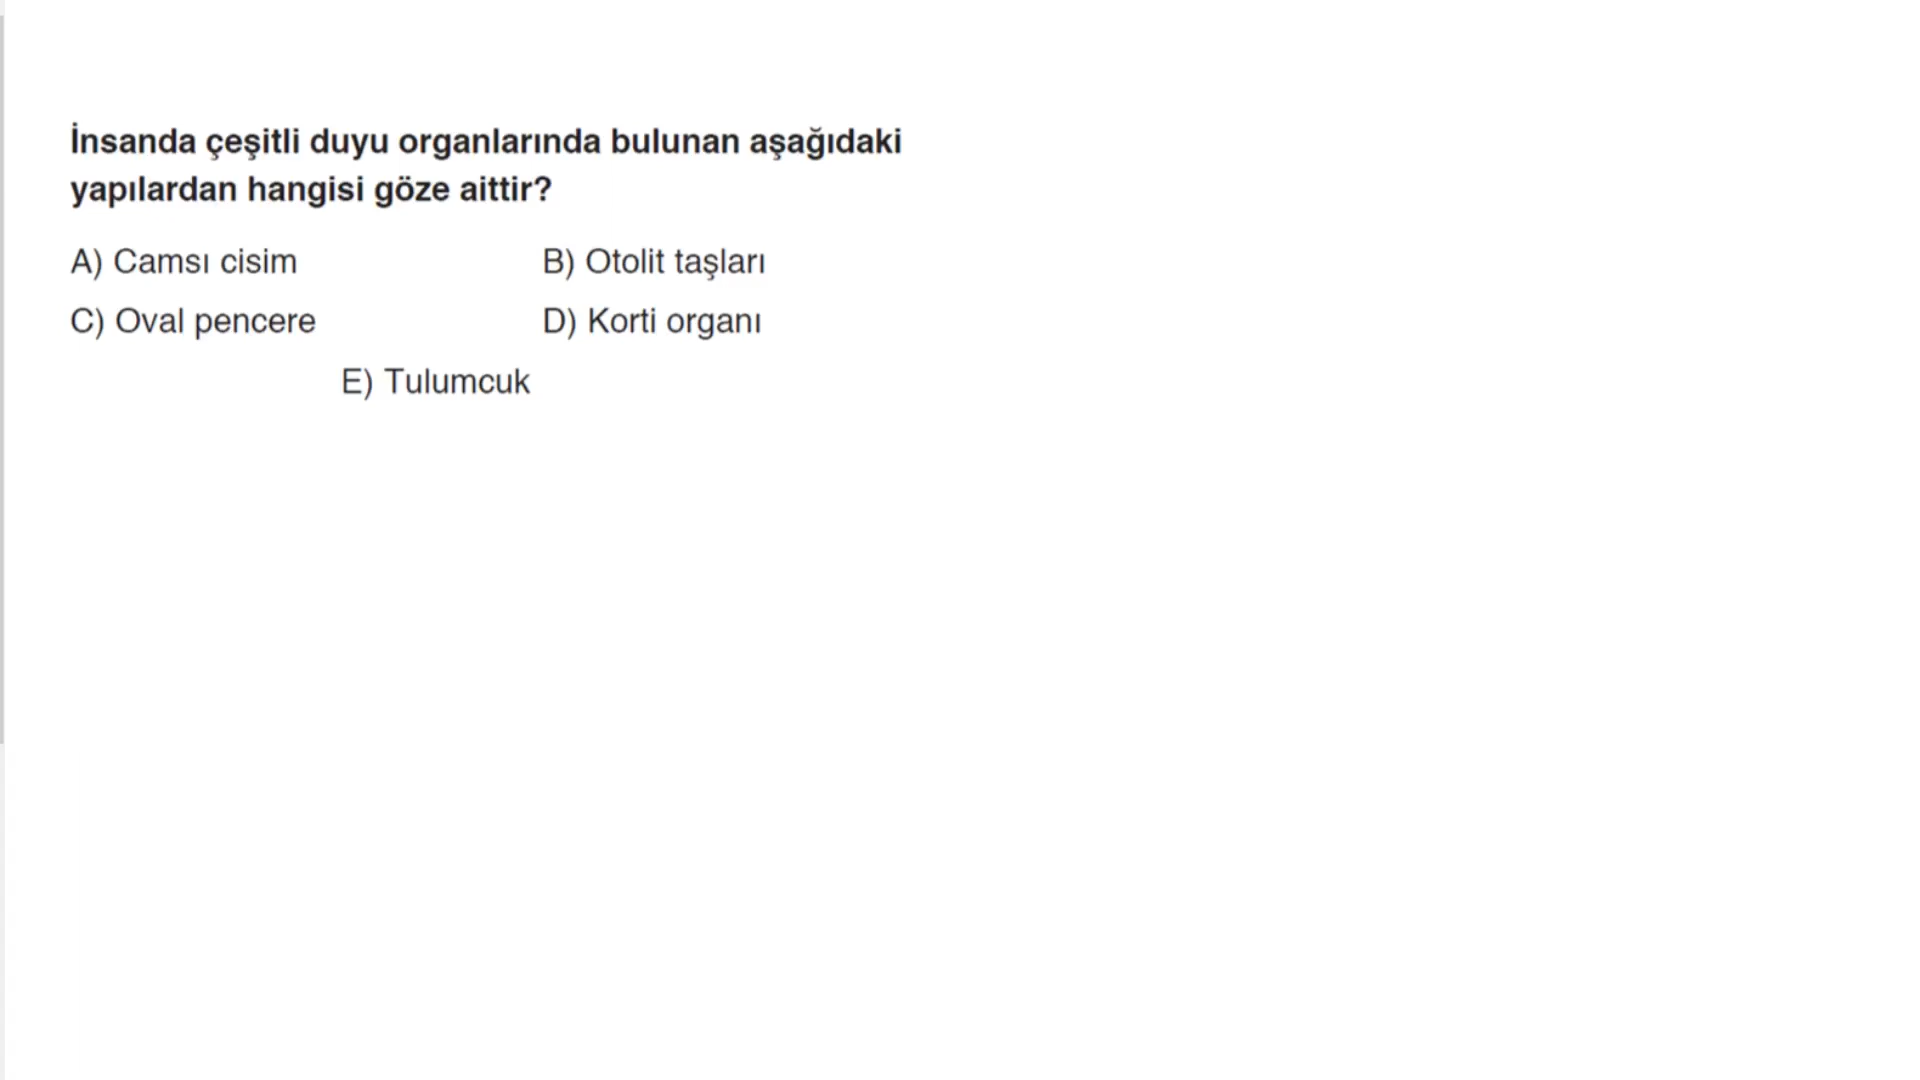 İnsanda çeşitli duyu organlarında bulunan aşağıdaki
yapılardan hangisi göze aittir?
A) Camsı cisim B) Otolit taşları
C) Oval pencere D) Korti organı
E) Tulumcuk